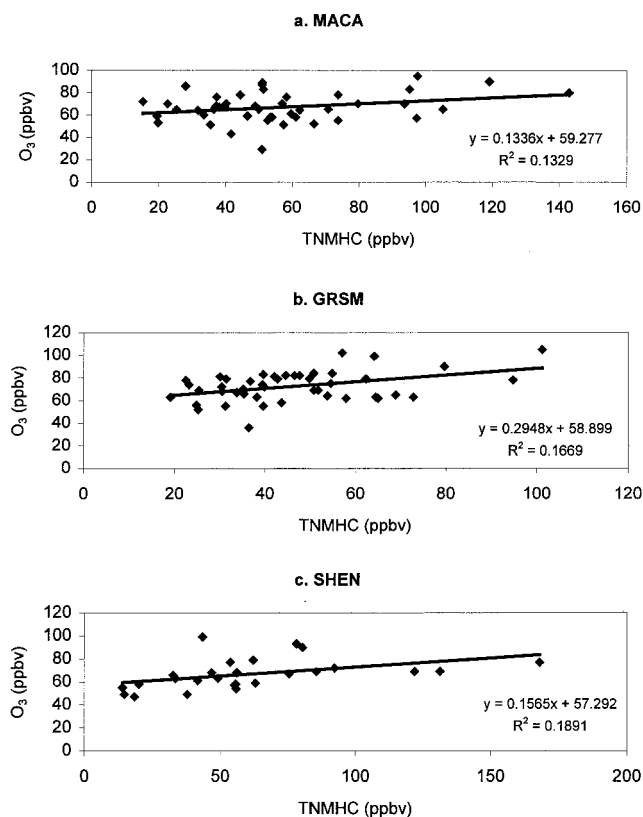 a. MACA
O₃ (ppbv)
100
80
60
40
20
0
y = 0.1336x + 59.277
R² = 0.1329
0 20 40 60 80 100 120 140 160
TNMHC (ppbv)
b. GRSM
O₃ (ppbv)
120
100
80
60
40
20
0
y = 0.2948x + 58.899
R² = 0.1669
0 20 40 60 80 100 120
TNMHC (ppbv)
c. SHEN
O₃ (ppbv)
120
100
80
60
40
20
0
y = 0.1565x + 57.292
R² = 0.1891
0 50 100 150 200
TNMHC (ppbv)